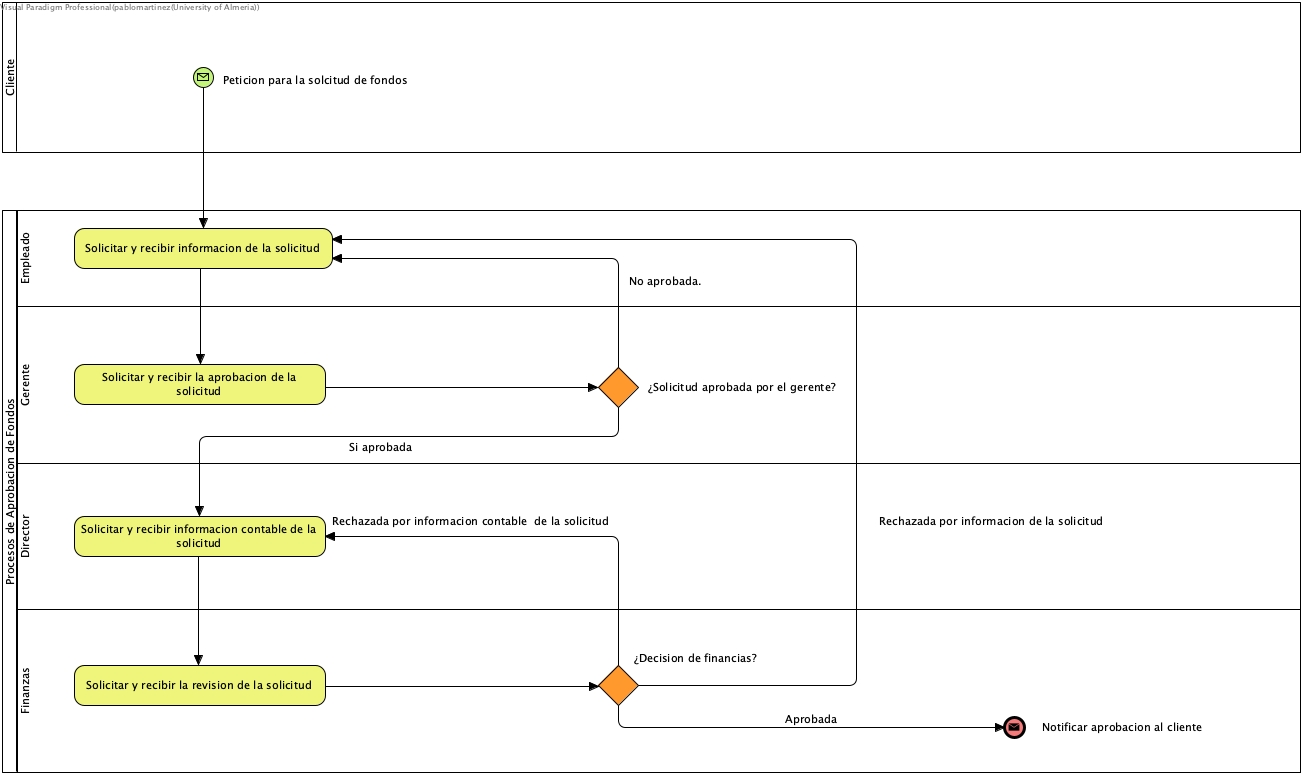 Visual Paradigm Professional(pablomartinez(University of Almeria))
Cliente
Peticion para la solcitud de fondos
Procesos de Aprobacion de Fondos
Empleado
Solicitar y recibir informacion de la solicitud
No aprobada.
Gerente
Solicitar y recibir la aprobacion de la
solicitud
¿Solicitud aprobada por el gerente?
Si aprobada
Director
Solicitar y recibir informacion contable de la
solicitud
Rechazada por informacion contable de la solicitud
Rechazada por informacion de la solicitud
Finanzas
Solicitar y recibir la revision de la solicitud
¿Decision de financias?
Aprobada
Notificar aprobacion al cliente